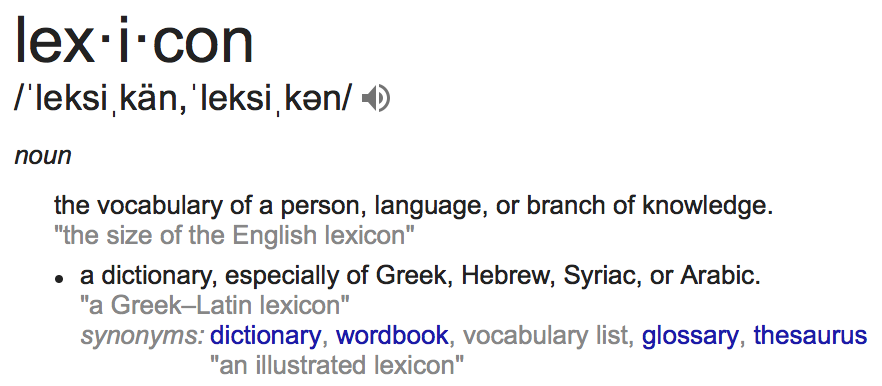 lex·i·con
/ˈleksiˌkän,ˈleksiˌkən/
noun
the vocabulary of a person, language, or branch of knowledge.
"the size of the English lexicon"
• a dictionary, especially of Greek, Hebrew, Syriac, or Arabic.
"a Greek–Latin lexicon"
synonyms: dictionary, wordbook, vocabulary list, glossary, thesaurus
"an illustrated lexicon"